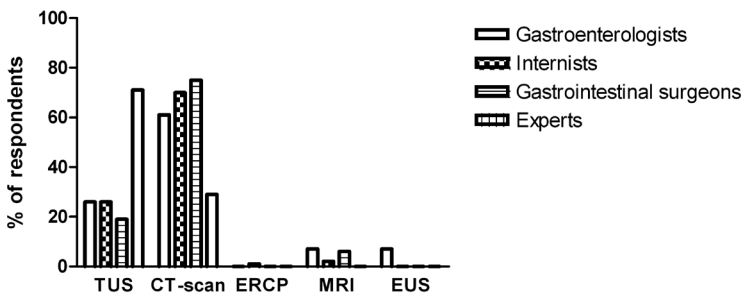 % of respondents
100
80
60
40
20
0
TUS CT-scan ERCP MRI EUS
Gastroenterologists
Internists
Gastrointestinal surgeons
Experts